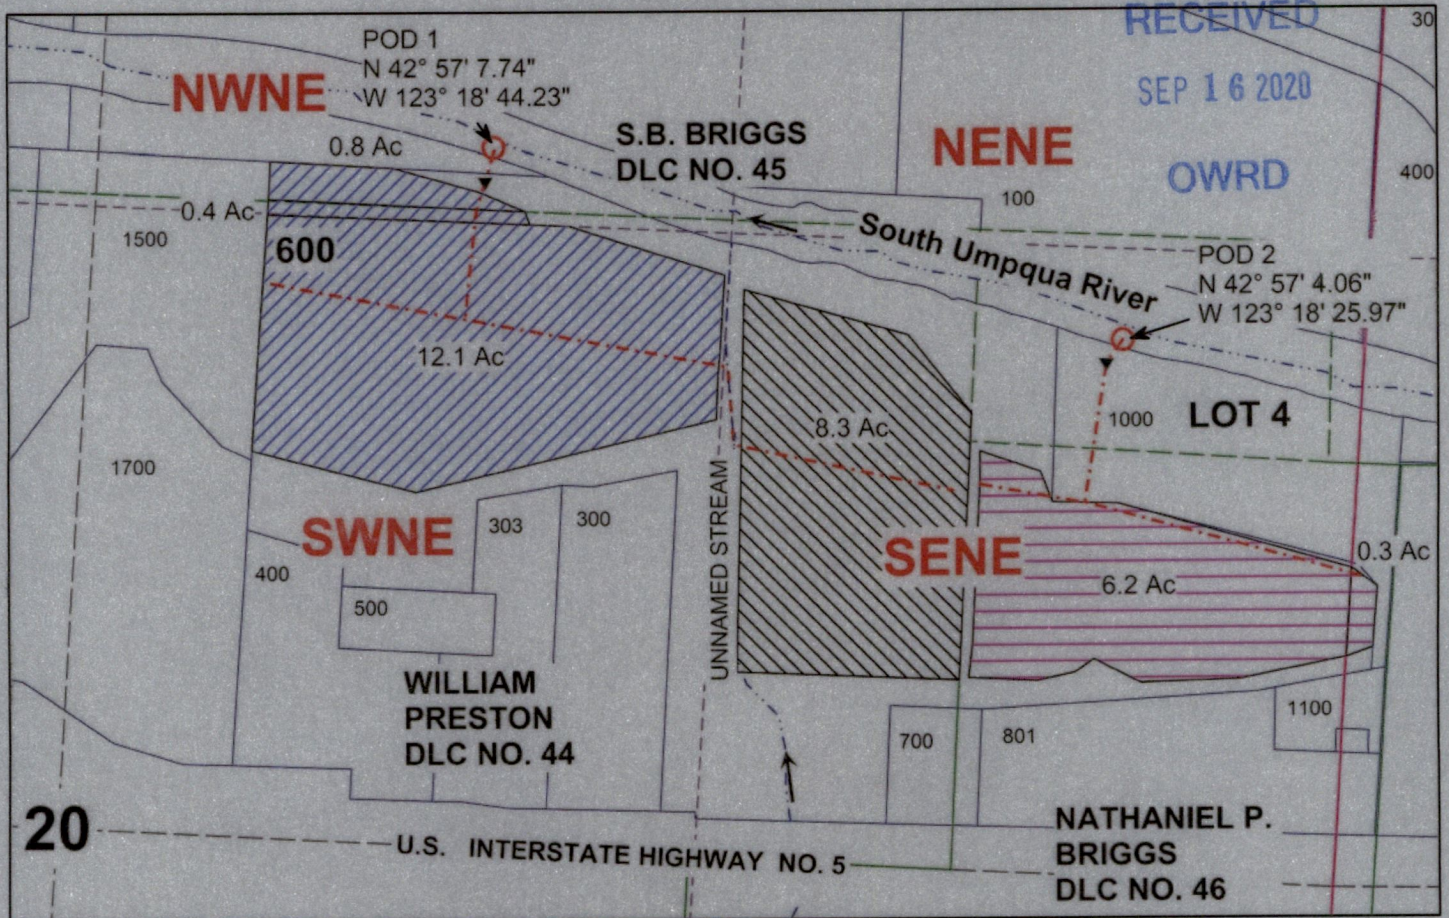 RECEIVED
30
POD 1
N 42° 57' 7.74"
W 123° 18' 44.23"
NWNE
SEP 16 2020
S.B. BRIGGS
DLC NO. 45
NENE
0.8 Ac
OWRD
400
100
0.4 Ac
1500
South Umpqua River
600
POD 2
N 42° 57' 4.06"
W 123° 18' 25.97"
12.1 Ac
8.3 Ac
1000
LOT 4
1700
UNNAMED STREAM
303
300
SWNE
SENE
0.3 Ac
400
6.2 Ac
500
WILLIAM
PRESTON
DLC NO. 44
1100
700
801
20
NATHANIEL P.
BRIGGS
DLC NO. 46
U.S. INTERSTATE HIGHWAY NO. 5